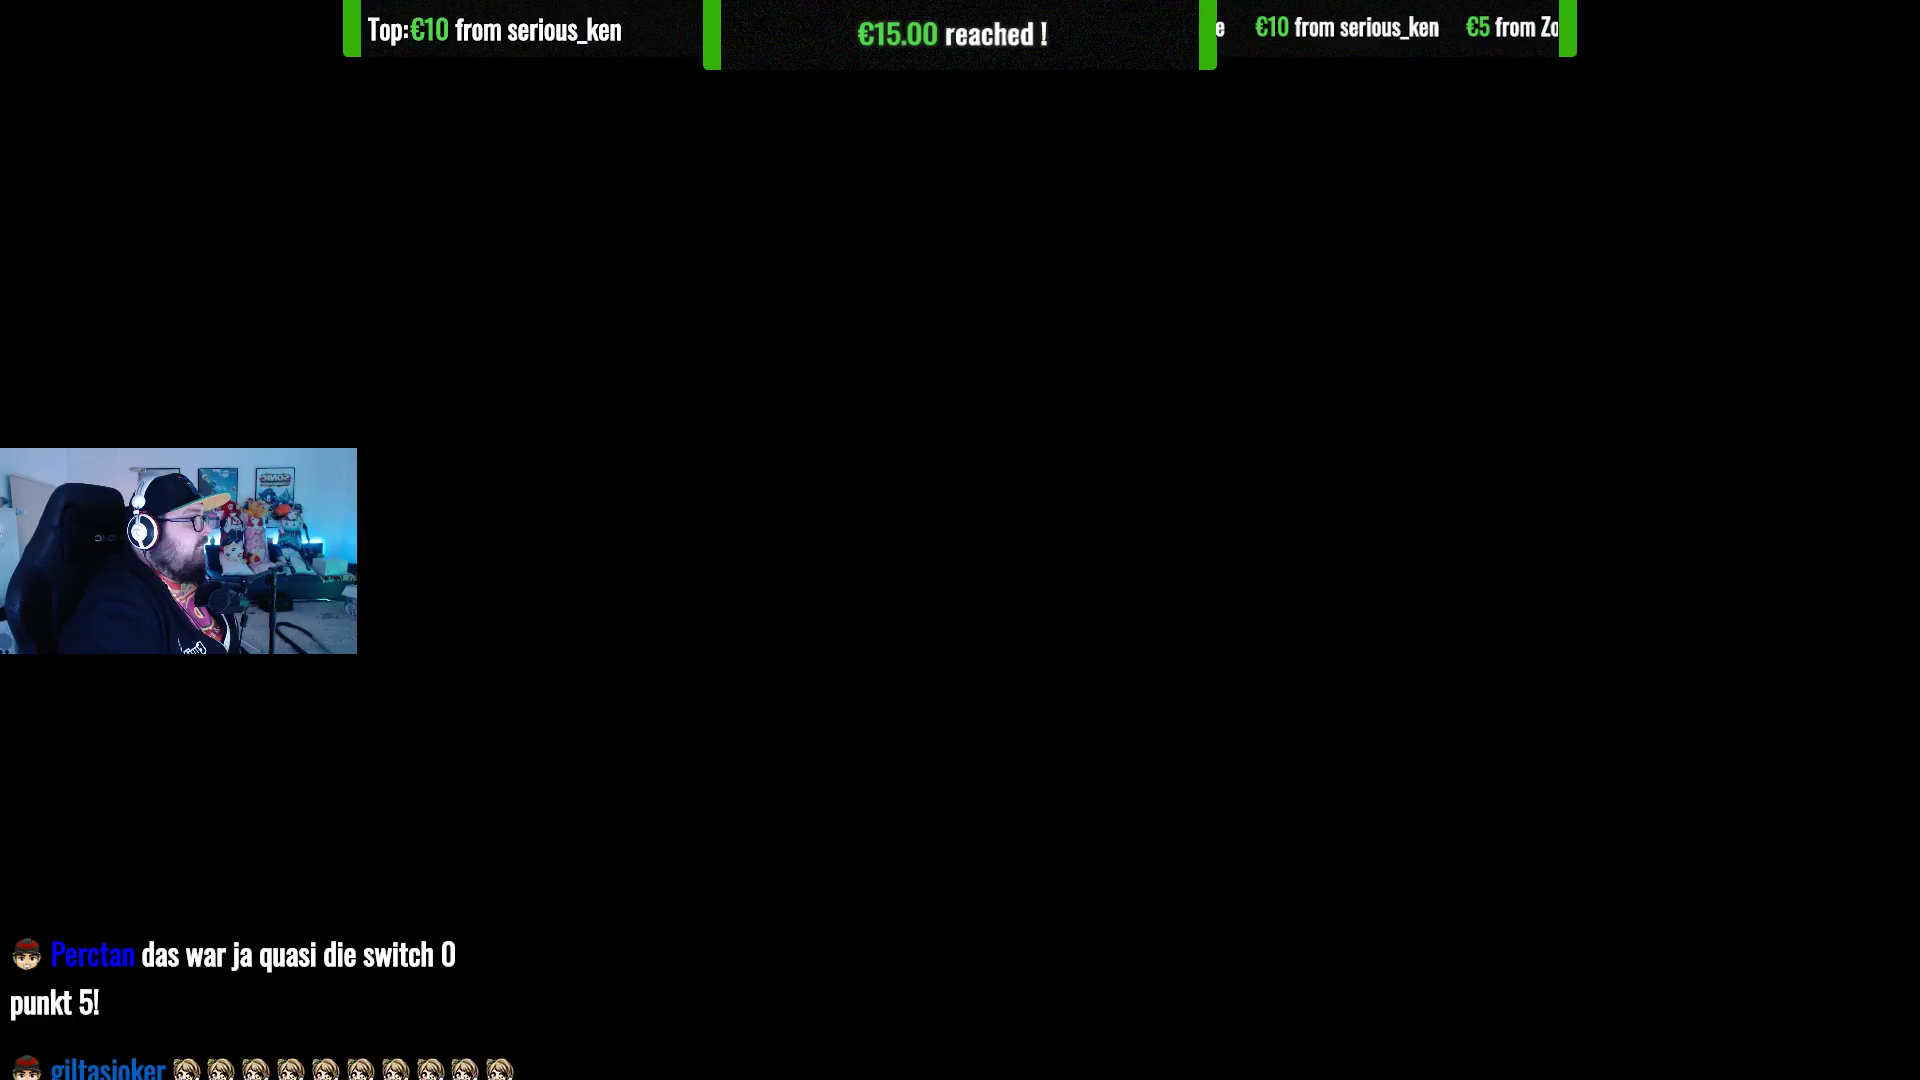 Top:€10 from serious_ken
€15.00 reached !
e €10 from serious_ken €5 from Zo
Perctan das war ja quasi die switch 0
punkt 5!
giltasjoker